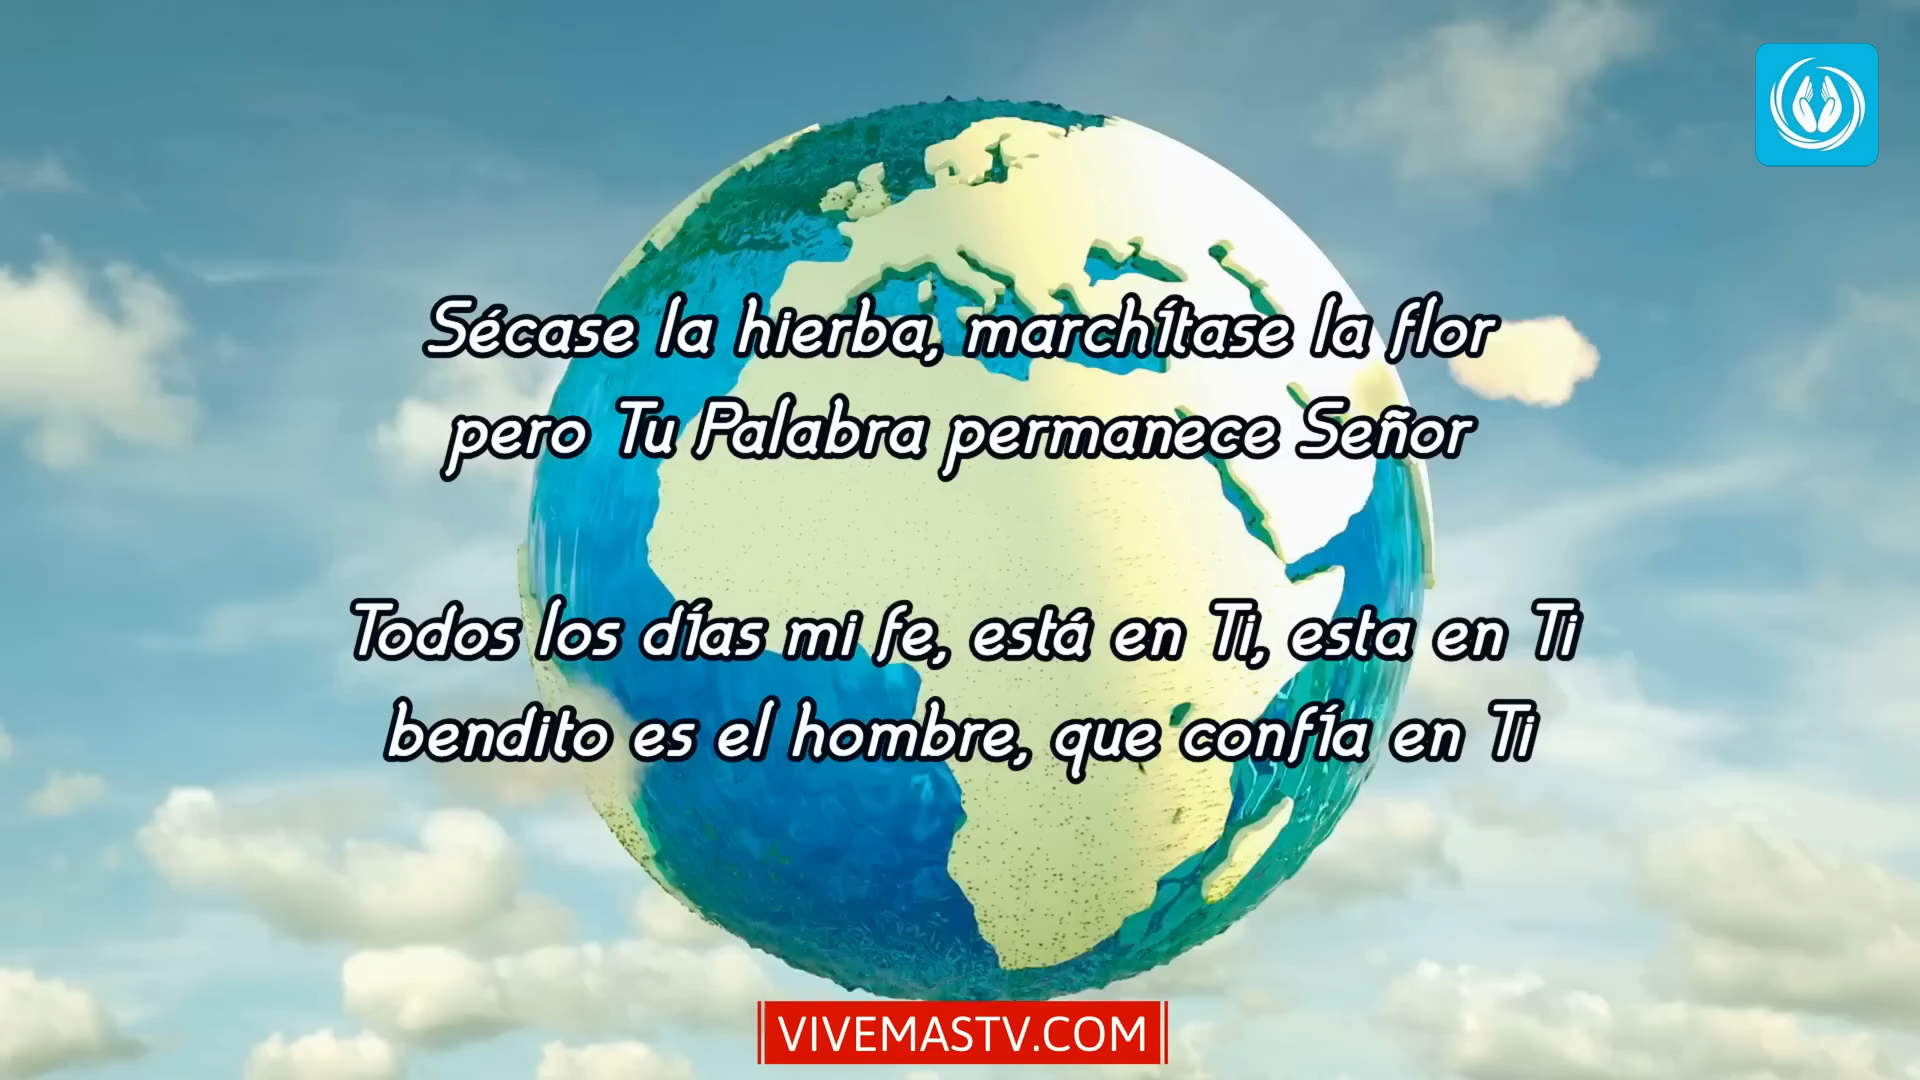 Sécase la hierba, marchítase la flor
pero Tu Palabra permanece Señor
Todos los días mi fe, está en Ti, esta en Ti
bendito es el hombre, que confía en Ti
VIVEMASTV.COM